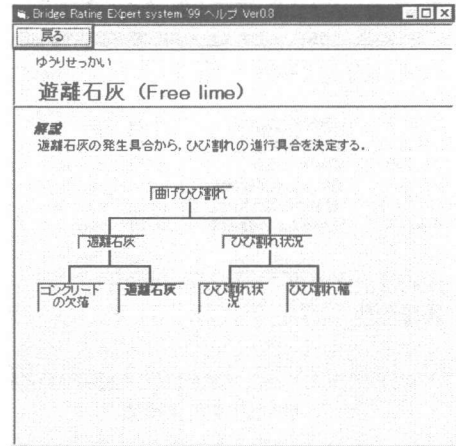 Bridge Rating EXpert system '99 ヘルプ Ver0.8
戻る
ゆうりせっかい
遊離石灰 (Free lime)
解説
遊離石灰の発生具合から、ひび割れの進行具合を決定する.
曲げひび割れ
遊離石灰
ひび割れ状況
コンクリート
の欠落
遊離石灰
ひび割れ状
況
ひび割れ幅